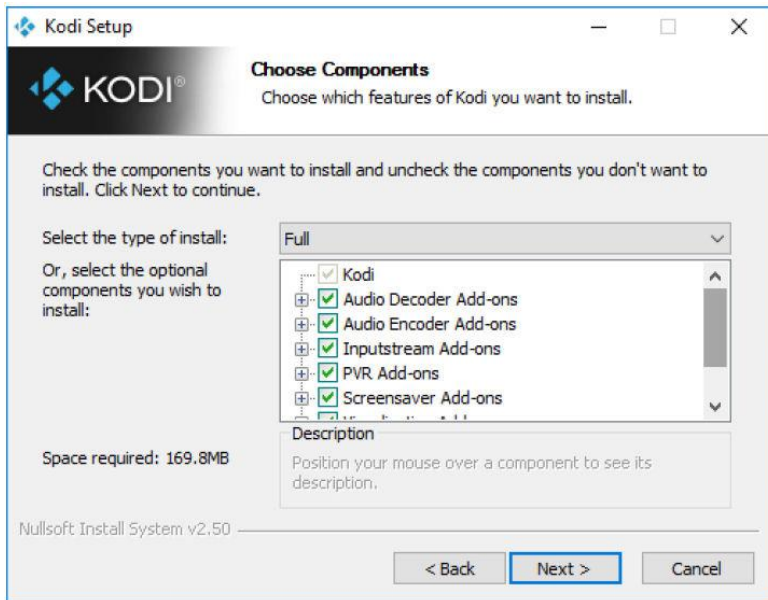 Kodi Setup
KODI®
Choose Components
Choose which features of Kodi you want to install.
Check the components you want to install and uncheck the components you don't want to
install. Click Next to continue.
Select the type of install:
Full
Or, select the optional
components you wish to
install:
Kodi
Audio Decoder Add-ons
Audio Encoder Add-ons
Inputstream Add-ons
PVR Add-ons
Screensaver Add-ons
Space required: 169.8MB
Description
Position your mouse over a component to see its
description.
Nullsoft Install System v2.50
< Back
Next >
Cancel